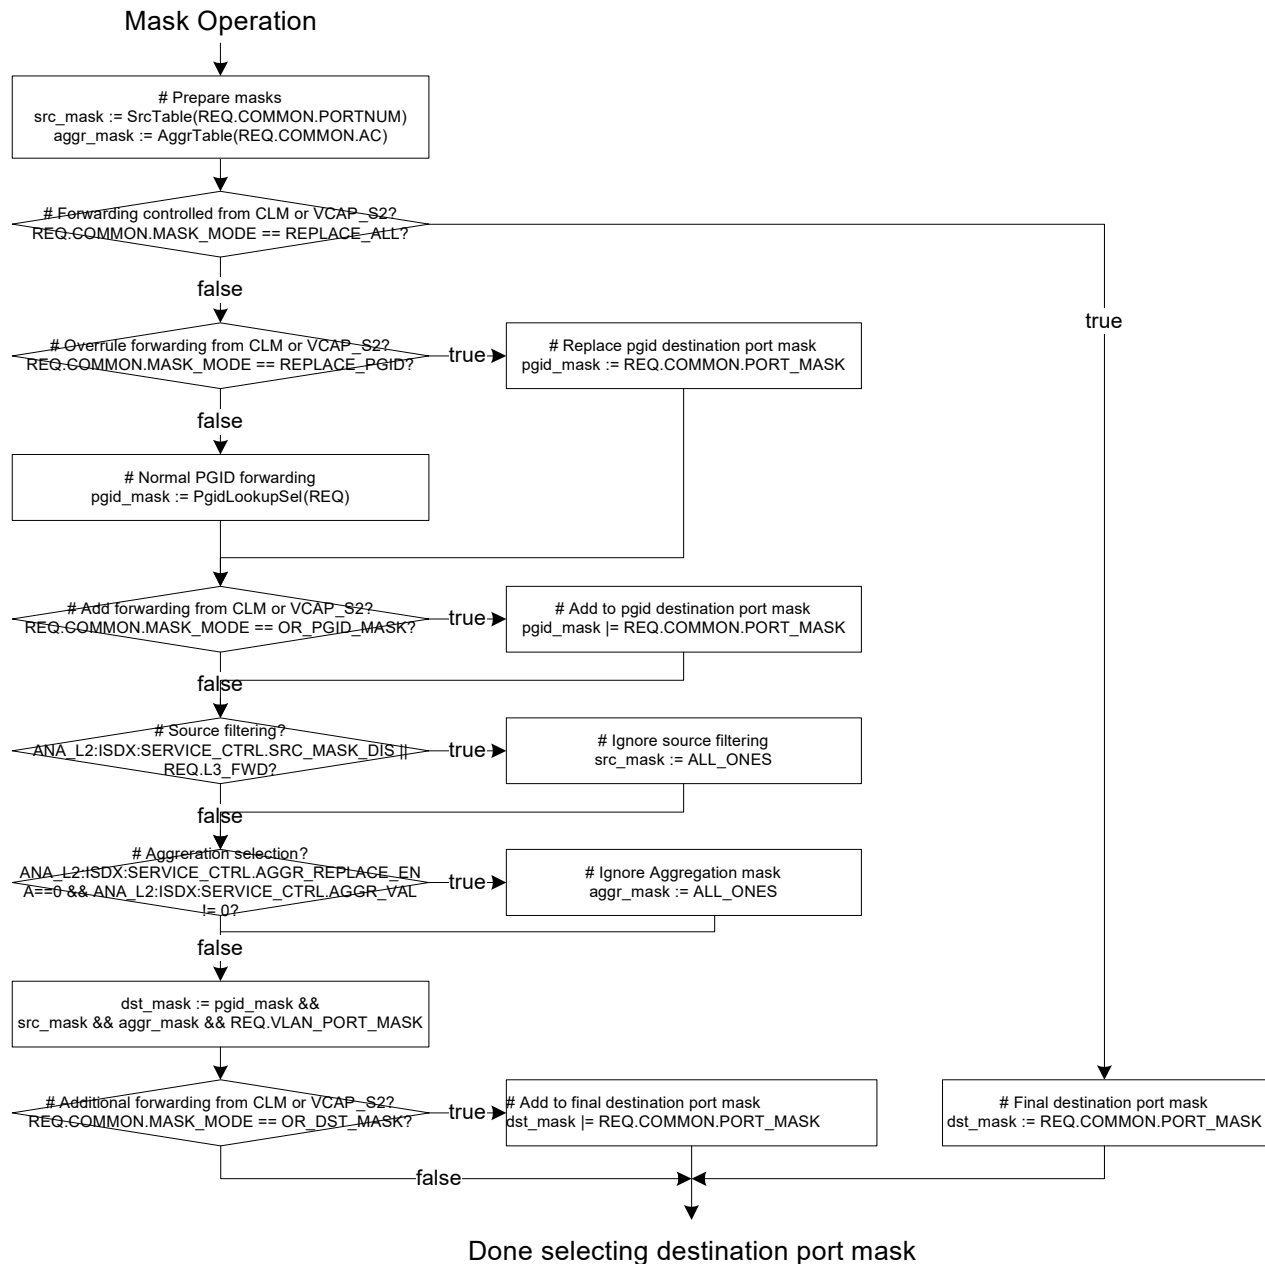 Mask Operation
# Prepare masks
src_mask := SrcTable(REQ.COMMON.PORTNUM)
aggr_mask := AggrTable(REQ.COMMON.AC)
# Forwarding controlled from CLM or VCAP_S2?
REQ.COMMON.MASK_MODE == REPLACE_ALL?
false
true
# Overrule forwarding from CLM or VCAP_S2?
REQ.COMMON.MASK_MODE == REPLACE_PGID?
true
# Replace pgid destination port mask
pgid_mask := REQ.COMMON.PORT_MASK
false
# Normal PGID forwarding
pgid_mask := PgidLookupSel(REQ)
# Add forwarding from CLM or VCAP_S2?
REQ.COMMON.MASK_MODE == OR_PGID_MASK?
true
# Add to pgid destination port mask
pgid_mask |= REQ.COMMON.PORT_MASK
false
# Source filtering?
ANA_L2:ISDX:SERVICE_CTRL.SRC_MASK_DIS ||
REQ.L3_FWD?
true
# Ignore source filtering
src_mask := ALL_ONES
false
# Aggreration selection?
ANA_L2:ISDX:SERVICE_CTRL.AGGR_REPLACE_EN
A==0 && ANA_L2:ISDX:SERVICE_CTRL.AGGR_VAL
!= 0?
true
# Ignore Aggregation mask
aggr_mask := ALL_ONES
false
dst_mask := pgid_mask &&
src_mask && aggr_mask && REQ.VLAN_PORT_MASK
# Additional forwarding from CLM or VCAP_S2?
REQ.COMMON.MASK_MODE == OR_DST_MASK?
true
# Add to final destination port mask
dst_mask |= REQ.COMMON.PORT_MASK
# Final destination port mask
dst_mask := REQ.COMMON.PORT_MASK
false
Done selecting destination port mask